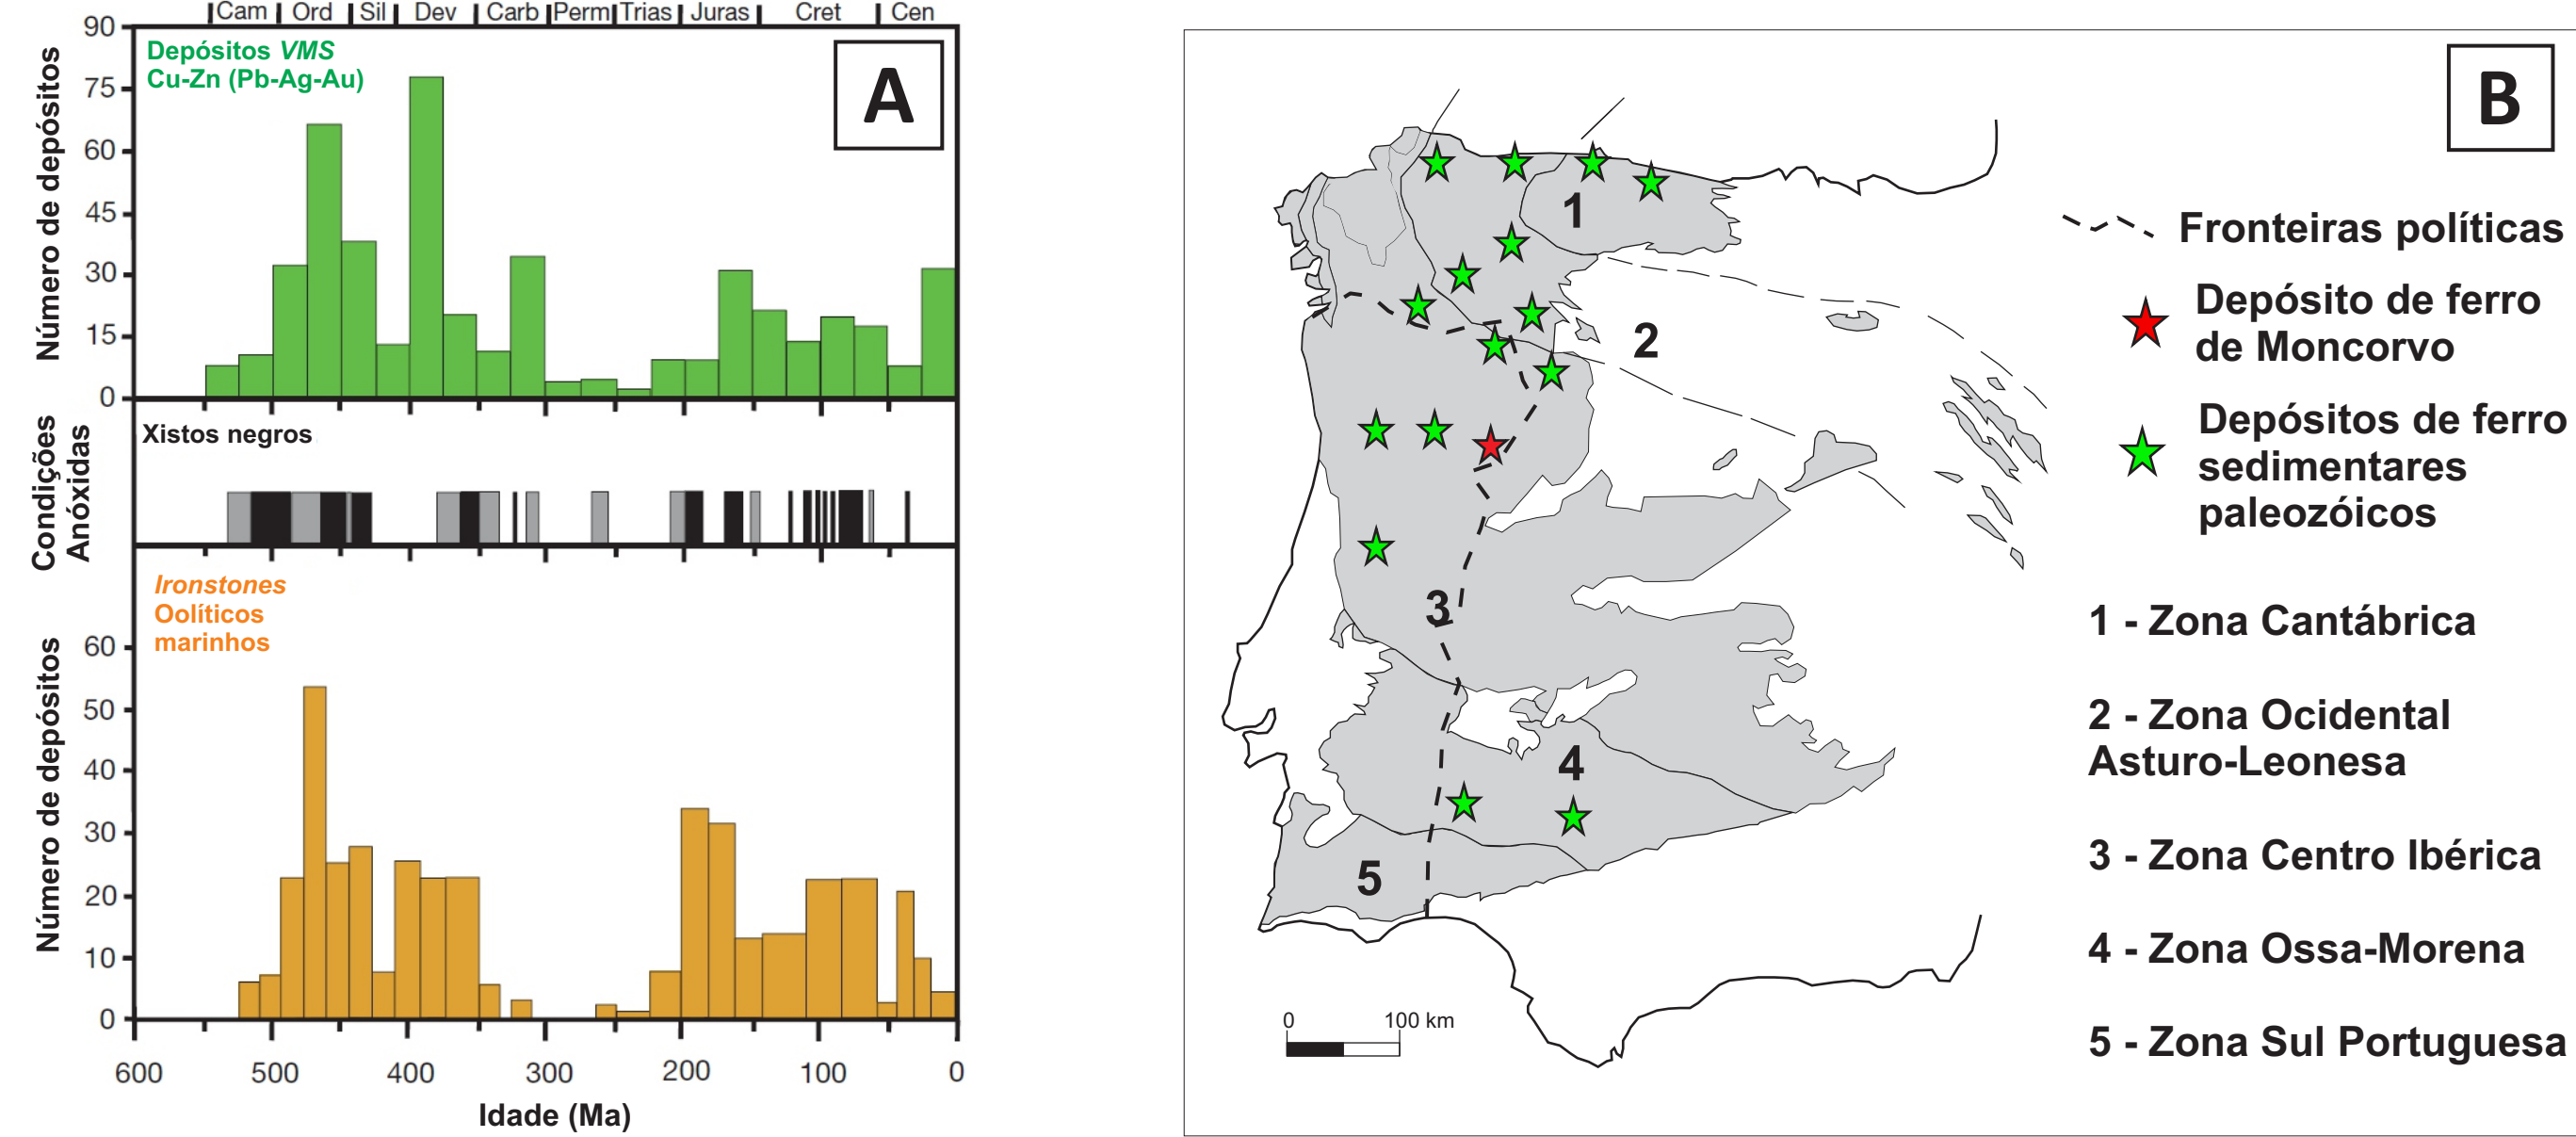 Cam Ord Sil Dev Carb Perm Trias Juras Cret Cen
A
Depósitos VMS
Cu-Zn (Pb-Ag-Au)
Número de depósitos
90
75
60
45
30
15
0
Condições
Anóxidas
Xistos negros
Ironstones
Oolíticos
marinhos
Número de depósitos
60
50
40
30
20
10
0
600 500 400 300 200 100 0
Idade (Ma)
B
1
2
3
4
5
0 100 km
Fronteiras políticas
Depósito de ferro
de Moncorvo
Depósitos de ferro
sedimentares
paleozóicos
1 - Zona Cantábrica
2 - Zona Ocidental
Asturo-Leonesa
3 - Zona Centro Ibérica
4 - Zona Ossa-Morena
5 - Zona Sul Portuguesa